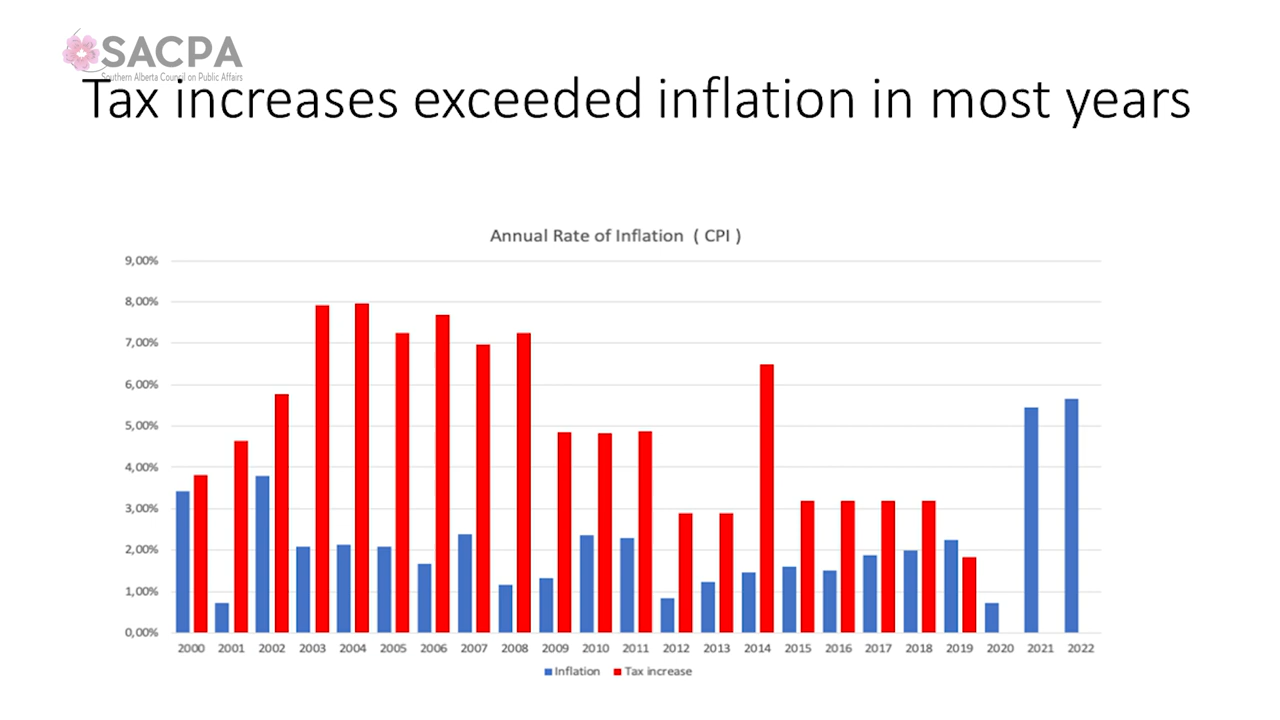 SACPA
Southern Alberta Council on Public Affairs
Tax increases exceeded inflation in most years
Annual Rate of Inflation ( CPI )
9,00%
8,00%
7,00%
6,00%
5,00%
4,00%
3,00%
2,00%
1,00%
0,00%
2000 2001 2002 2003 2004 2005 2006 2007 2008 2009 2010 2011 2012 2013 2014 2015 2016 2017 2018 2019 2020 2021 2022
Inflation Tax increase